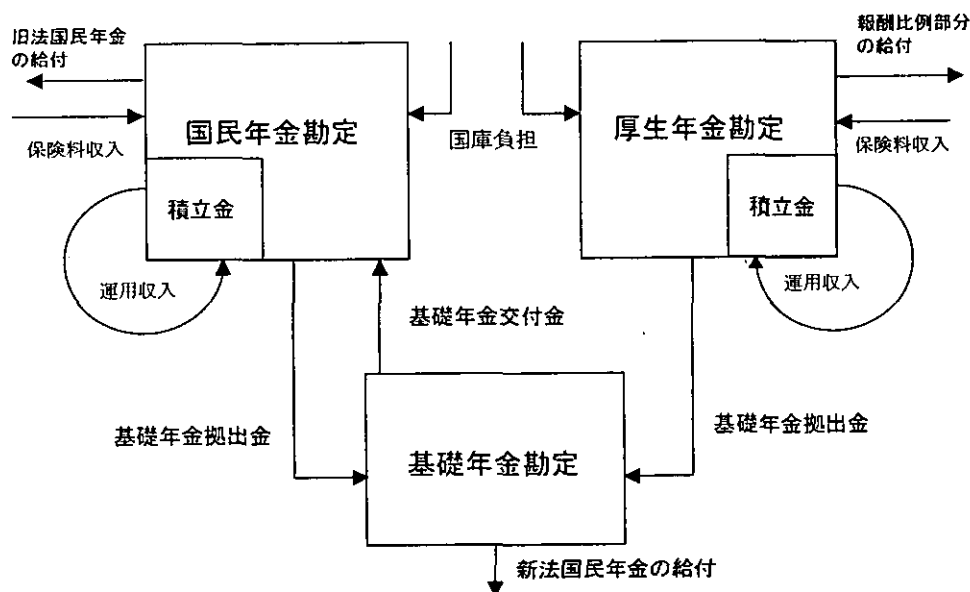 旧法国民年金
の給付
報酬比例部分
の給付
国民年金勘定
厚生年金勘定
国庫負担
保険料収入
保険料収入
積立金
積立金
運用収入
運用収入
基礎年金交付金
基礎年金拠出金
基礎年金拠出金
基礎年金勘定
新法国民年金の給付